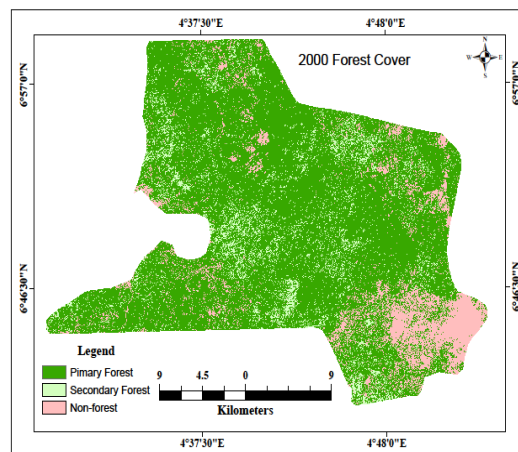 4°37'30"E 4°48'0"E
2000 Forest Cover
N
W E
S
6°57'0"N 6°57'0"N
6°46'30"N 6°46'30"N
Legend
Pimary Forest
Secondary Forest
Non-forest
9 4.5 0 9
Kilometers
4°37'30"E 4°48'0"E